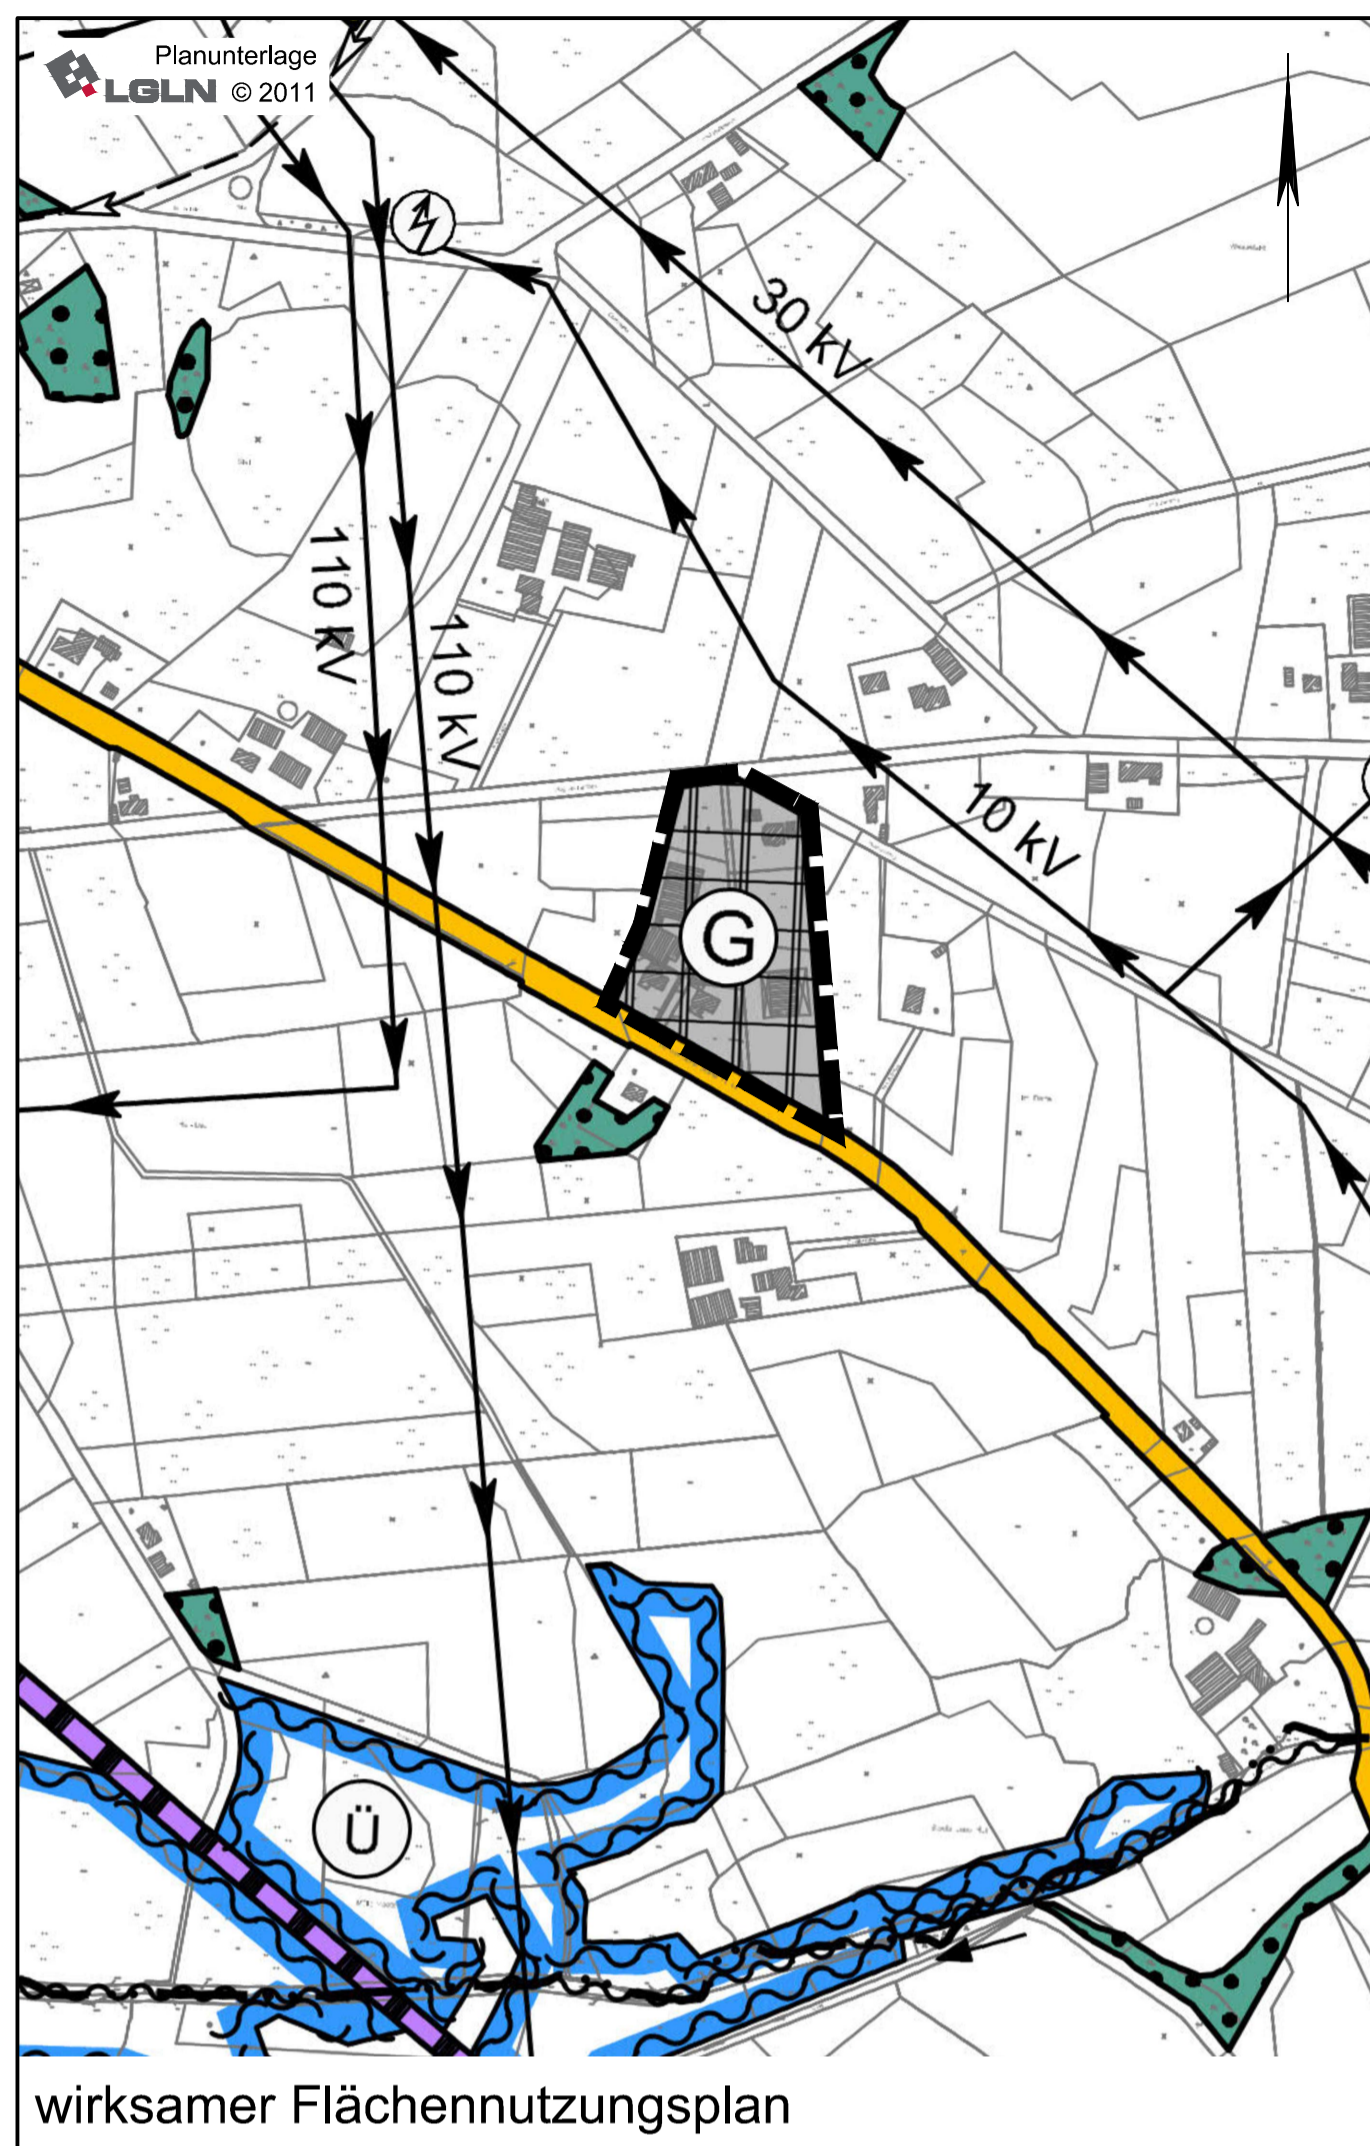 Planunterlage
LGLN © 2011
30 kV
110 kV
110 kV
10 kV
G
Ü
wirksamer Flächennutzungsplan